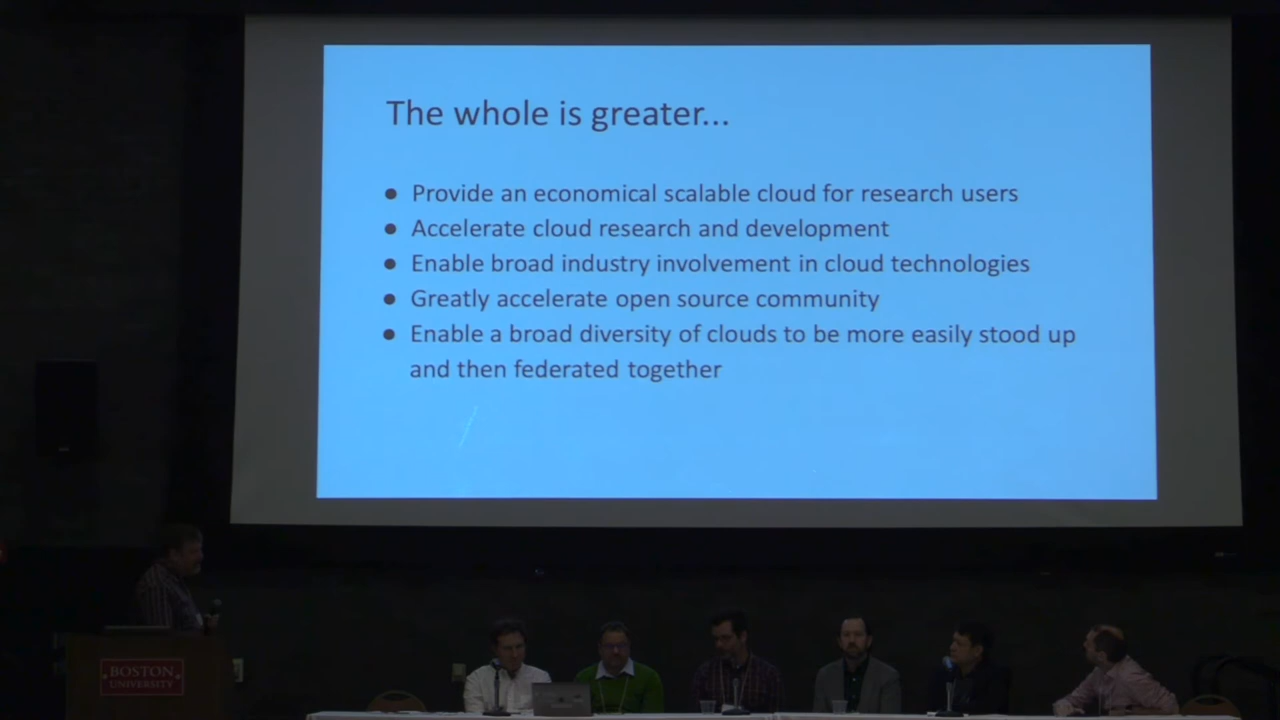 The whole is greater...
● Provide an economical scalable cloud for research users
● Accelerate cloud research and development
● Enable broad industry involvement in cloud technologies
● Greatly accelerate open source community
● Enable a broad diversity of clouds to be more easily stood up
and then federated together
BOSTON
UNIVERSITY